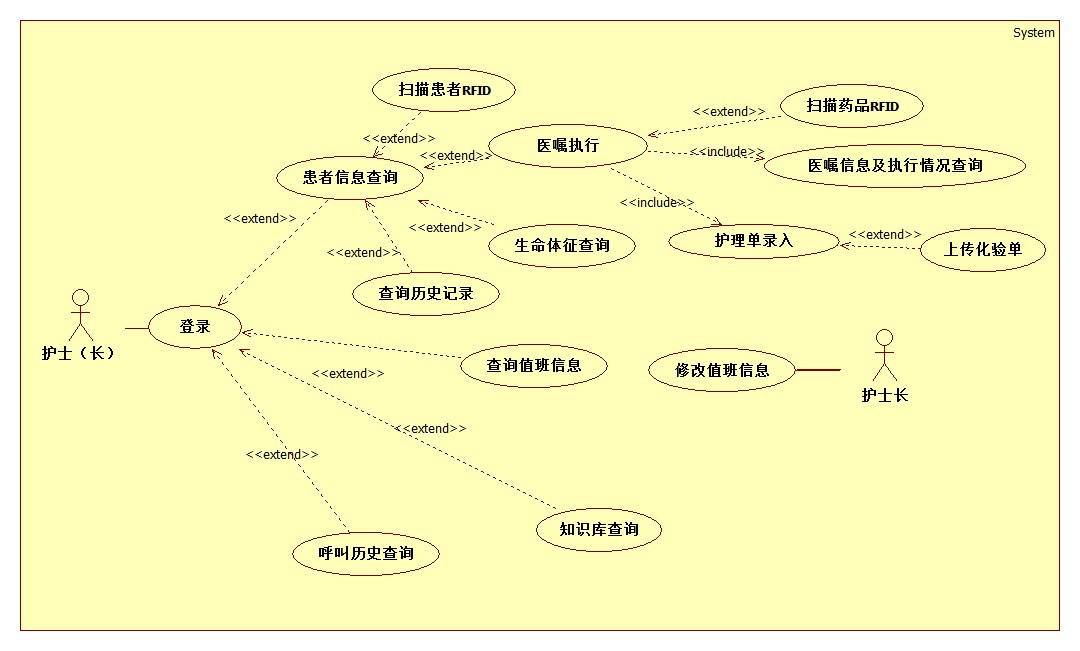 System
扫描患者RFID
扫描药品RFID
<<extend>>
<<extend>>
医嘱执行
<<extend>>
<<include>>
医嘱信息及执行情况查询
患者信息查询
<<include>>
<<extend>>
<<extend>>
<<extend>>
护理单录入
上传化验单
生命体征查询
<<extend>>
查询历史记录
登录
护士（长）
查询值班信息
<<extend>>
修改值班信息
护士长
<<extend>>
<<extend>>
知识库查询
呼叫历史查询